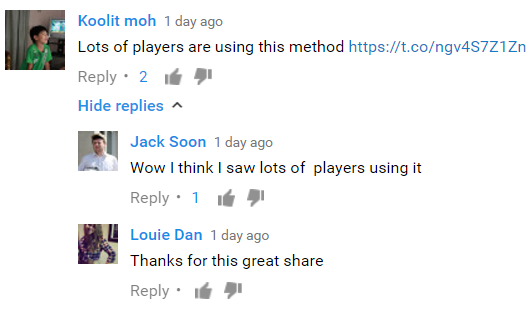 Koolit moh 1 day ago
Lots of players are using this method https://t.co/ngv4S7Z1Zn
Reply • 2
Hide replies
Jack Soon 1 day ago
Wow I think I saw lots of  players using it
Reply • 1
Louie Dan 1 day ago
Thanks for this great share
Reply •